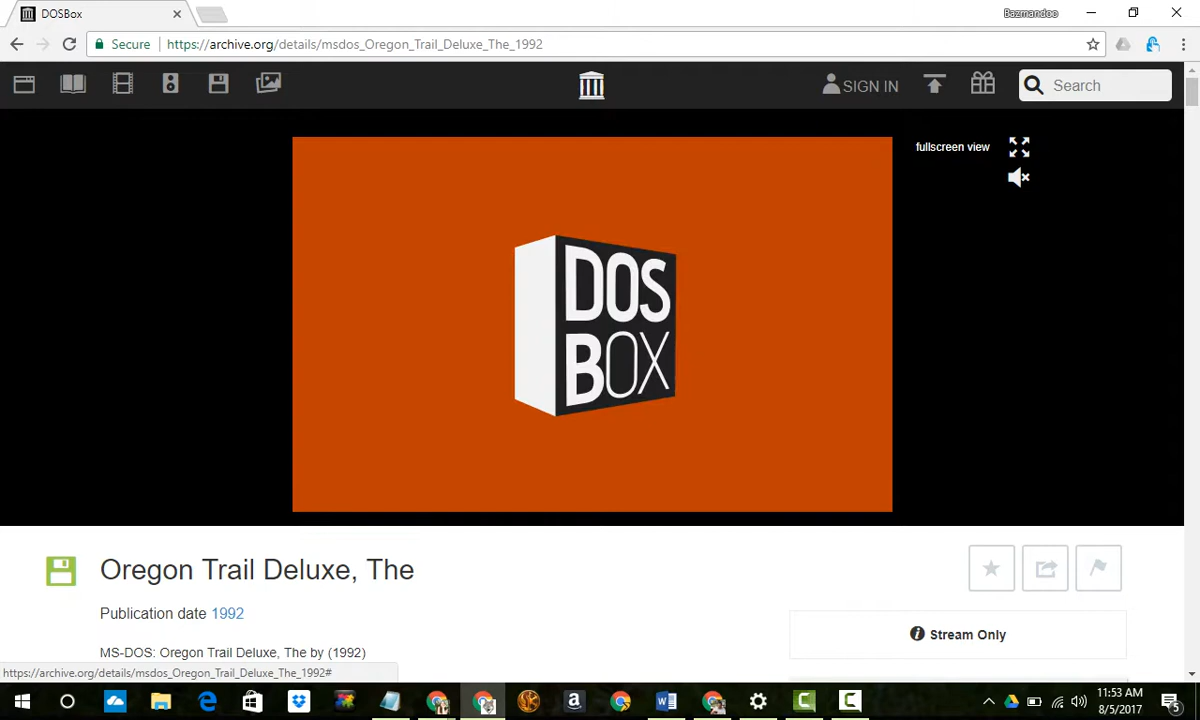 DOSBox
Bazmandoo
Secure
https://archive.org/details/msdos_Oregon_Trail_Deluxe_The_1992
SIGN IN
Search
fullscreen view
DOS
BOX
Oregon Trail Deluxe, The
Publication date 1992
Stream Only
MS-DOS: Oregon Trail Deluxe, The by (1992)
https://archive.org/details/msdos_Oregon_Trail_Deluxe_The_1992#
11:53 AM
8/5/2017
5